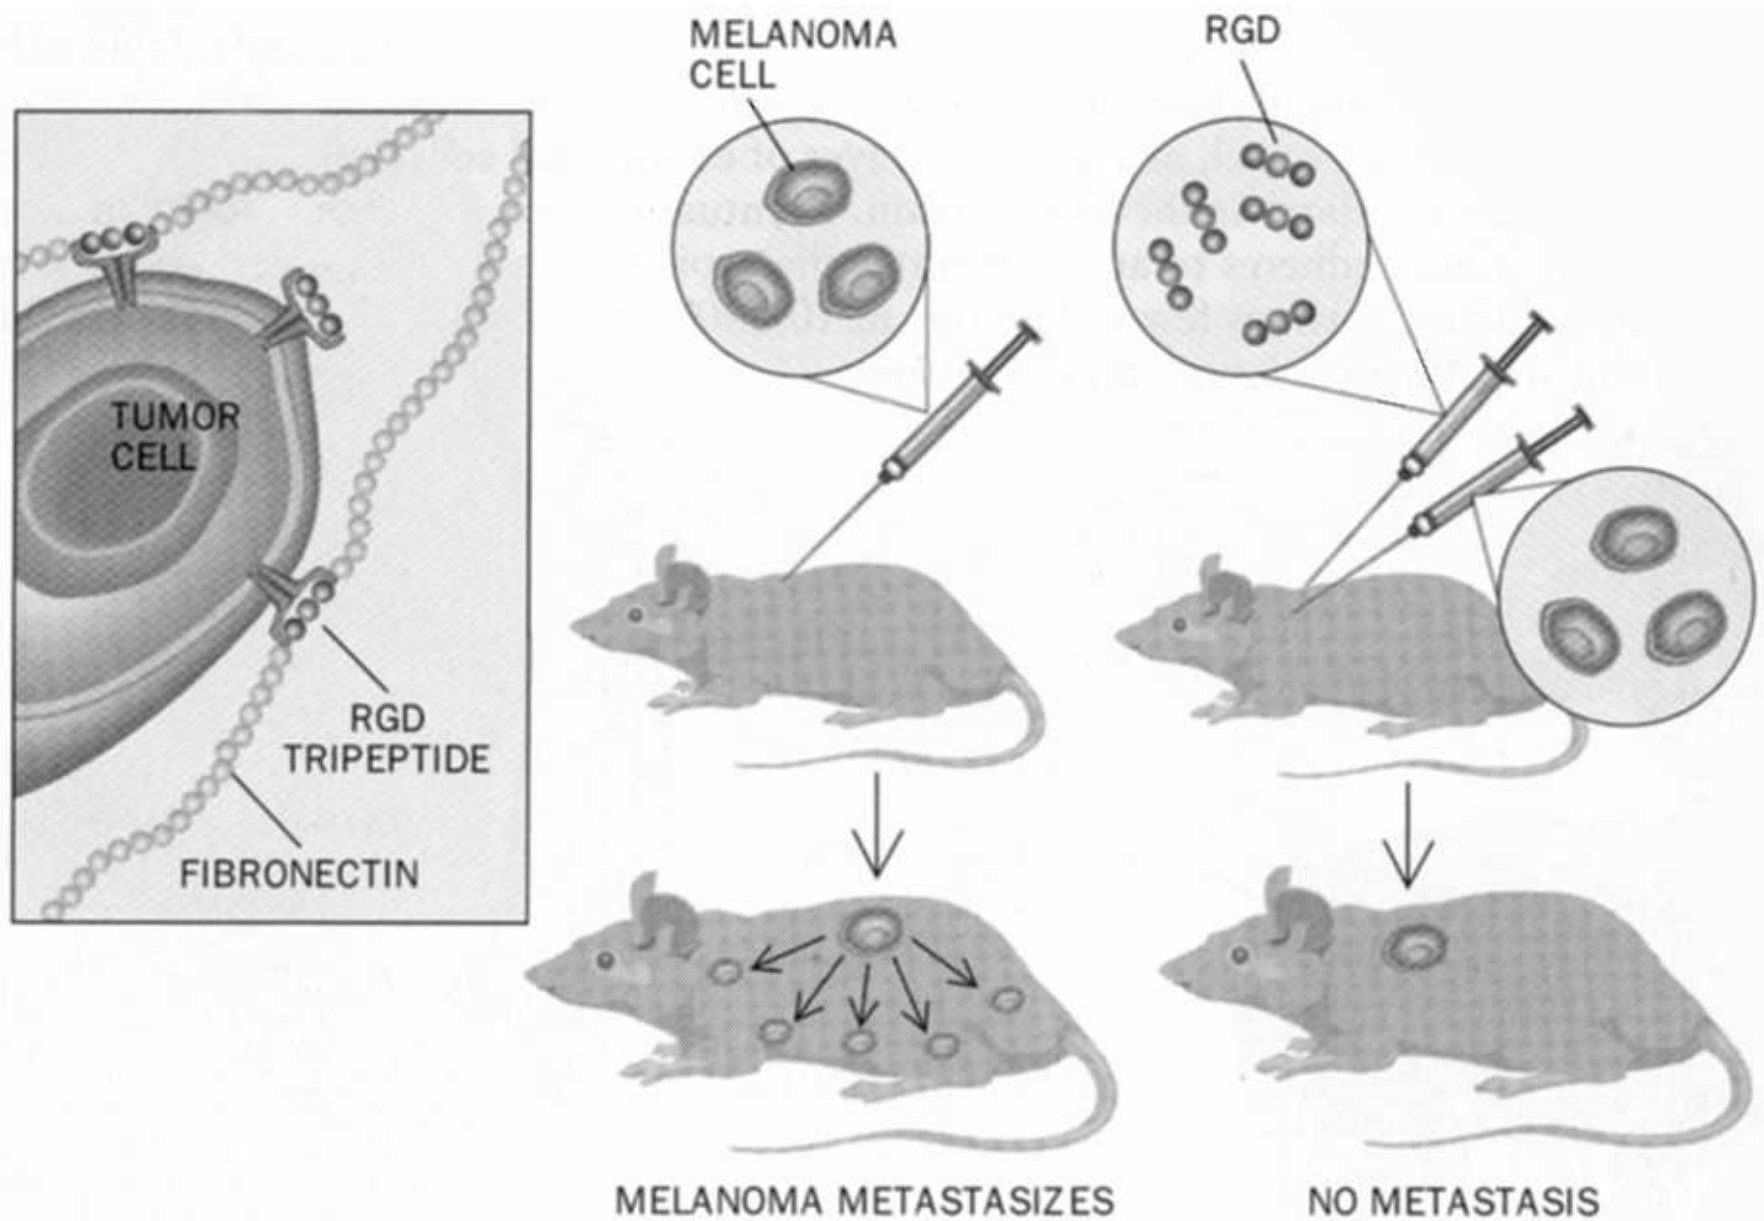 MELANOMA
CELL
RGD
TUMOR
CELL
RGD
TRIPEPTIDE
FIBRONECTIN
MELANOMA METASTASIZES
NO METASTASIS